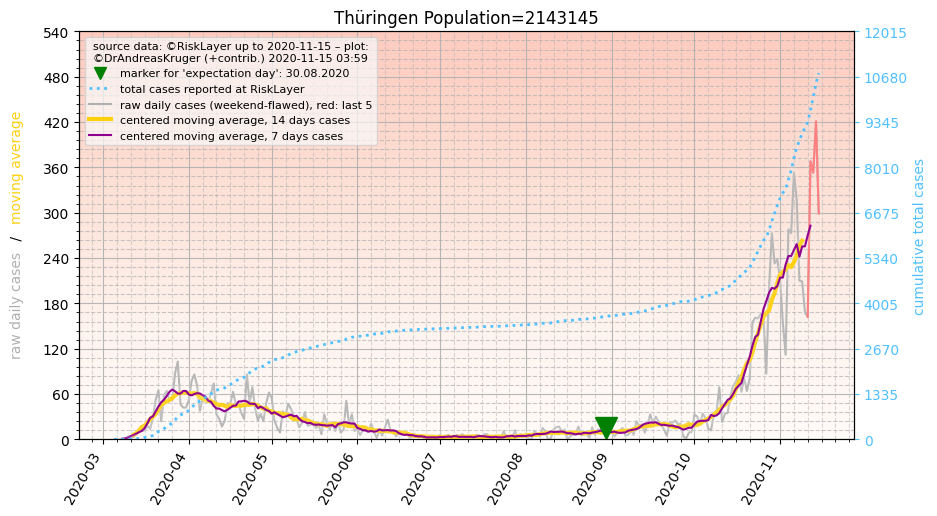 Thüringen Population=2143145
source data: ©RiskLayer up to 2020-11-15 – plot:
©DrAndreasKruger (+contrib.) 2020-11-15 03:59
marker for 'expectation day': 30.08.2020
total cases reported at RiskLayer
raw daily cases (weekend-flawed), red: last 5
centered moving average, 14 days cases
centered moving average, 7 days cases
raw daily cases / moving average
540
480
420
360
300
240
180
120
60
0
12015
10680
9345
8010
6675
5340
4005
2670
1335
0
cumulative total cases
2020-03
2020-04
2020-05
2020-06
2020-07
2020-08
2020-09
2020-10
2020-11